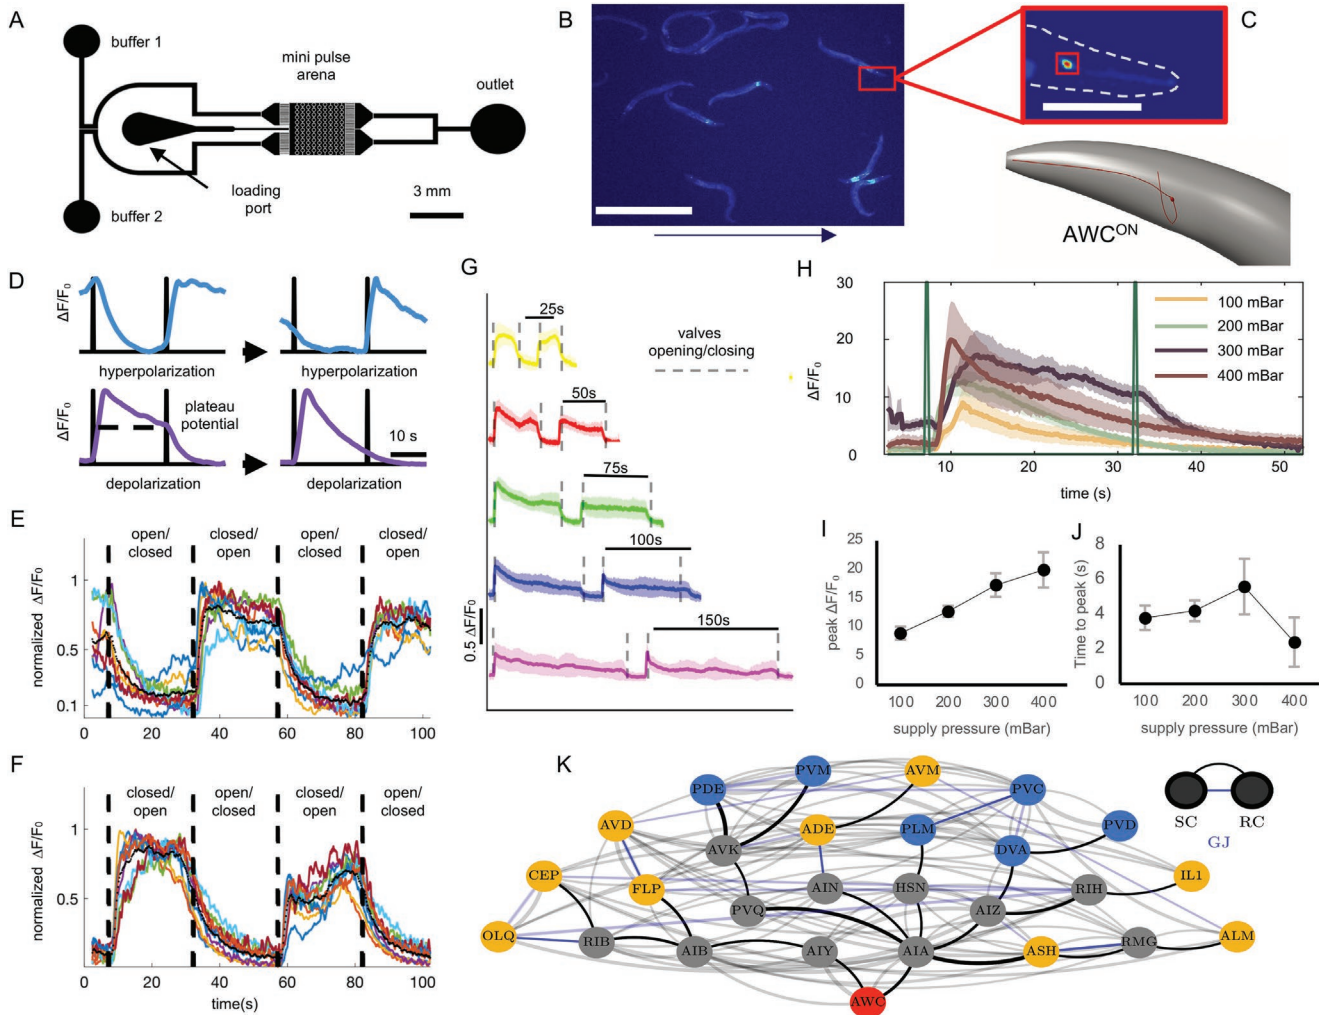 A
buffer 1
mini pulse
arena
outlet
loading
port
buffer 2
3 mm
B
C
AWCᴼᴺ
D
ΔF/F₀
hyperpolarization
hyperpolarization
ΔF/F₀
plateau
potential
10 s
depolarization
depolarization
E
open/
closed
closed/
open
open/
closed
closed/
open
normalized ΔF/F₀
1
0.5
0.1
0
20
40
60
80
100
F
closed/
open
open/
closed
closed/
open
open/
closed
normalized ΔF/F₀
1
0.5
0
20
40
60
80
100
time(s)
G
25s
valves
opening/closing
50s
75s
100s
150s
0.5 ΔF/F₀
H
ΔF/F₀
30
20
10
0
10
20
30
40
50
time (s)
100 mBar
200 mBar
300 mBar
400 mBar
I
peak ΔF/F₀
25
20
15
10
5
0
100
200
300
400
supply pressure (mBar)
J
Time to peak (s)
8
6
4
2
0
100
200
300
400
supply pressure (mBar)
K
PVM
AVM
PDE
PVC
AVD
ADE
PLM
PVD
AVK
DVA
CEP
FLP
AIN
HSN
RIH
IL1
PVQ
AIZ
OLQ
RIB
AIB
AIY
AIA
ASH
RMG
ALM
AWC
SC
RC
GJ